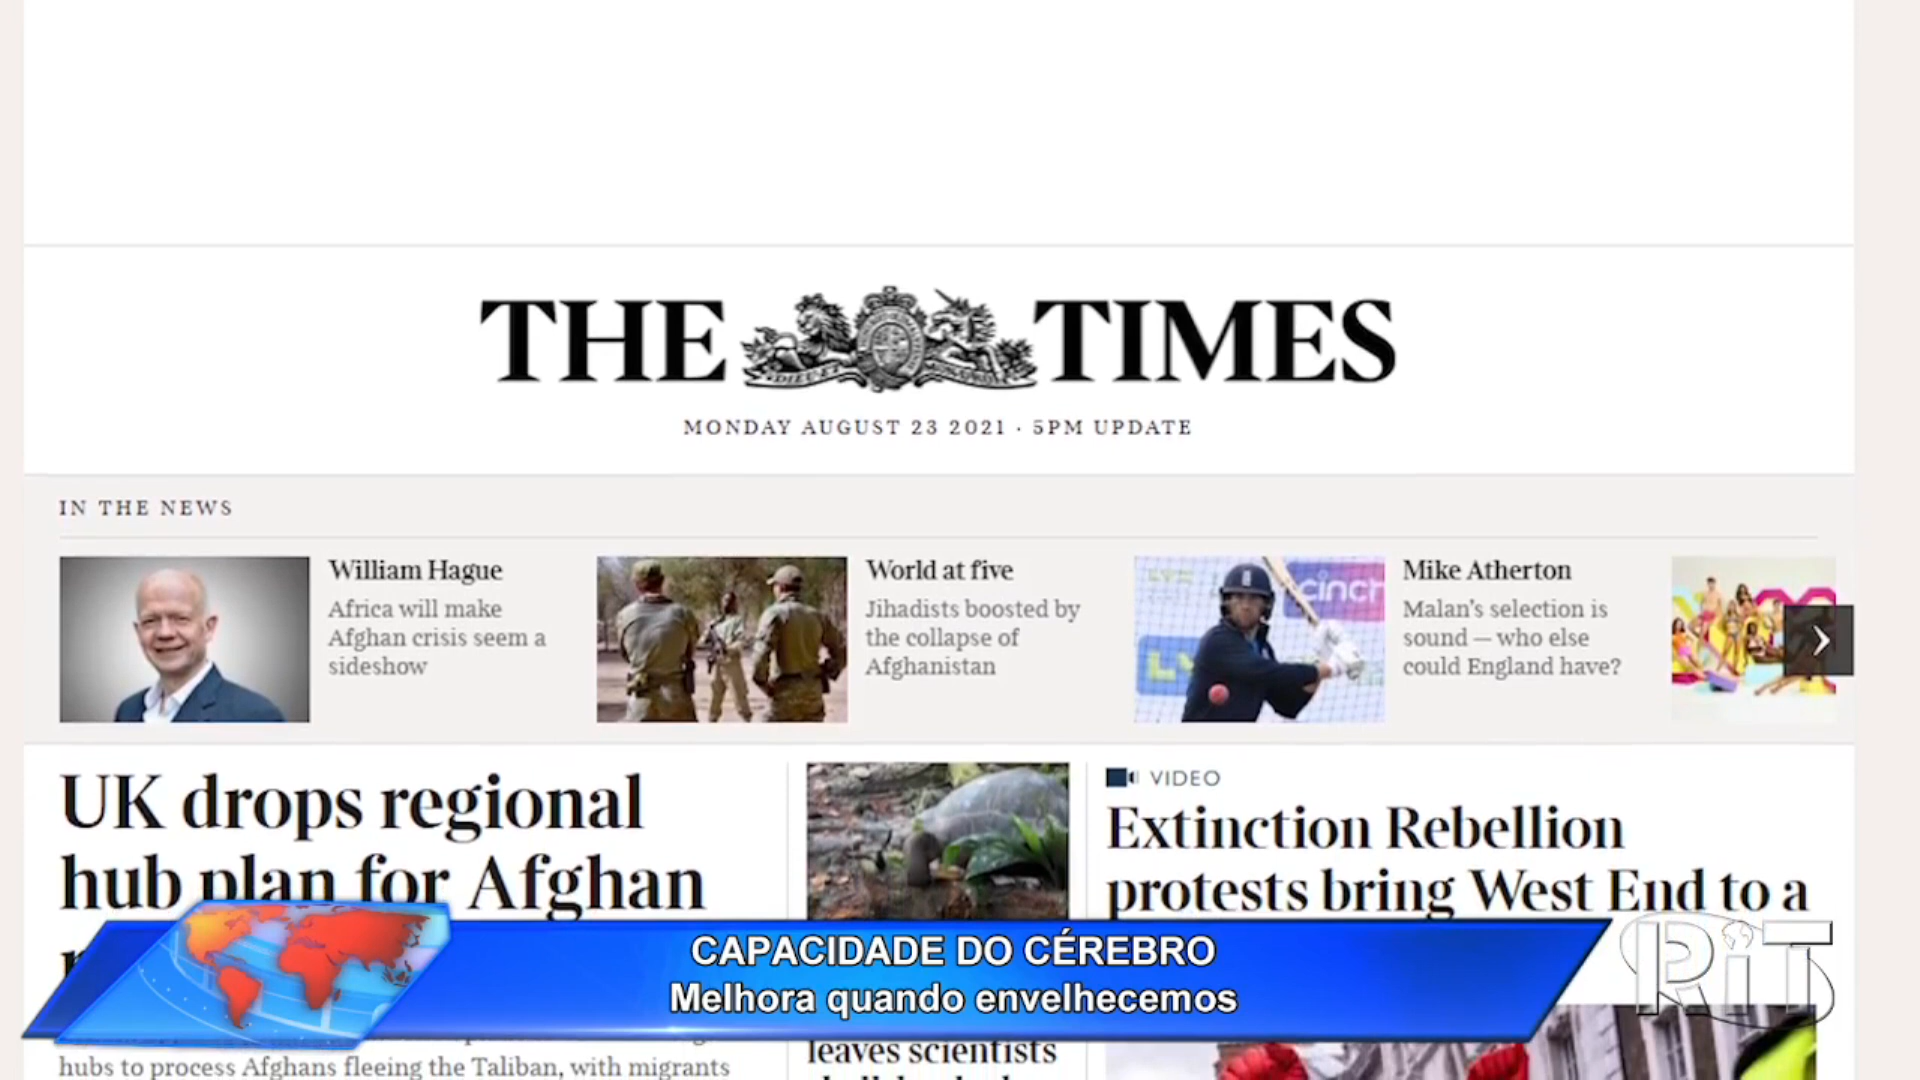 THE TIMES
MONDAY AUGUST 23 2021 · 5PM UPDATE
IN THE NEWS
William Hague
Africa will make
Afghan crisis seem a
sideshow
World at five
Jihadists boosted by
the collapse of
Afghanistan
cinch
Mike Atherton
Malan's selection is
sound — who else
could England have?
UK drops regional
hub plan for Afghan
hubs to process Afghans fleeing the Taliban, with migrants
leaves scientists
VIDEO
Extinction Rebellion
protests bring West End to a
CAPACIDADE DO CÉREBRO
Melhora quando envelhecemos
RiT